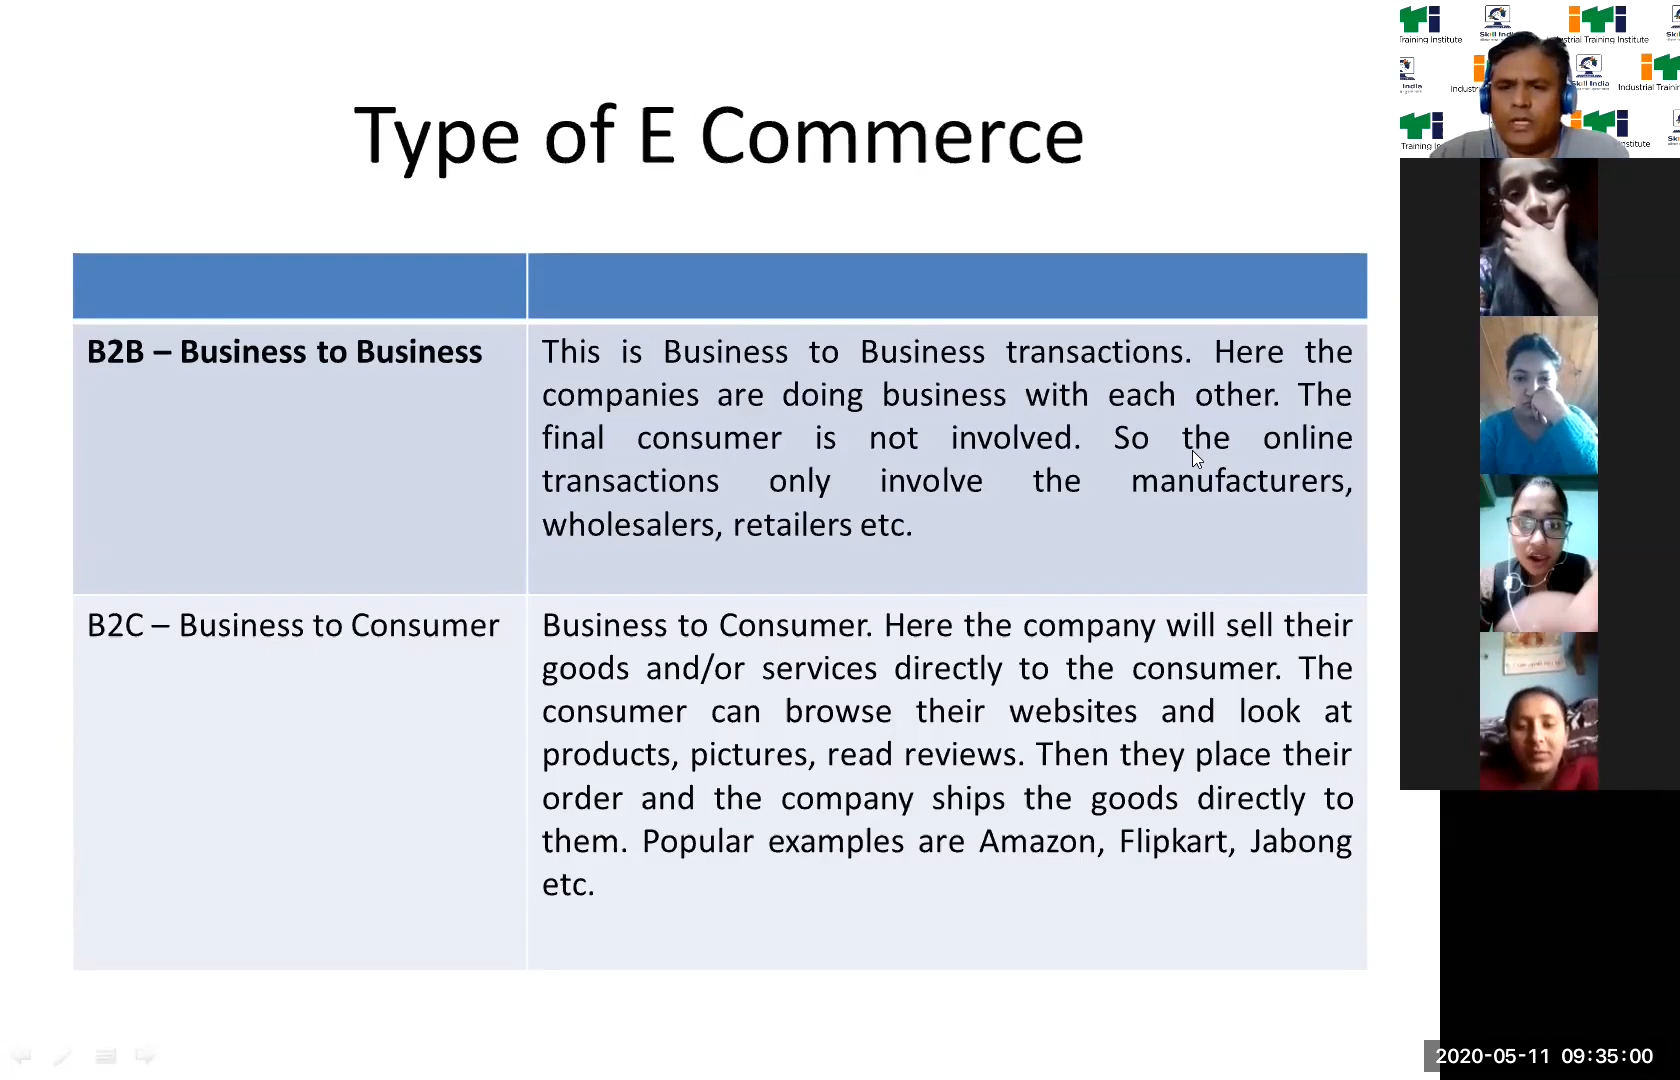 Type of E Commerce
B2B – Business to Business
This is Business to Business transactions. Here the
companies are doing business with each other. The
final consumer is not involved. So the online
transactions only involve the manufacturers,
wholesalers, retailers etc.
B2C – Business to Consumer
Business to Consumer. Here the company will sell their
goods and/or services directly to the consumer. The
consumer can browse their websites and look at
products, pictures, read reviews. Then they place their
order and the company ships the goods directly to
them. Popular examples are Amazon, Flipkart, Jabong
etc.
Training Institute
Skill India
Industrial Training Institute
Skill India
Industrial Training
2020-05-11 09:35:00